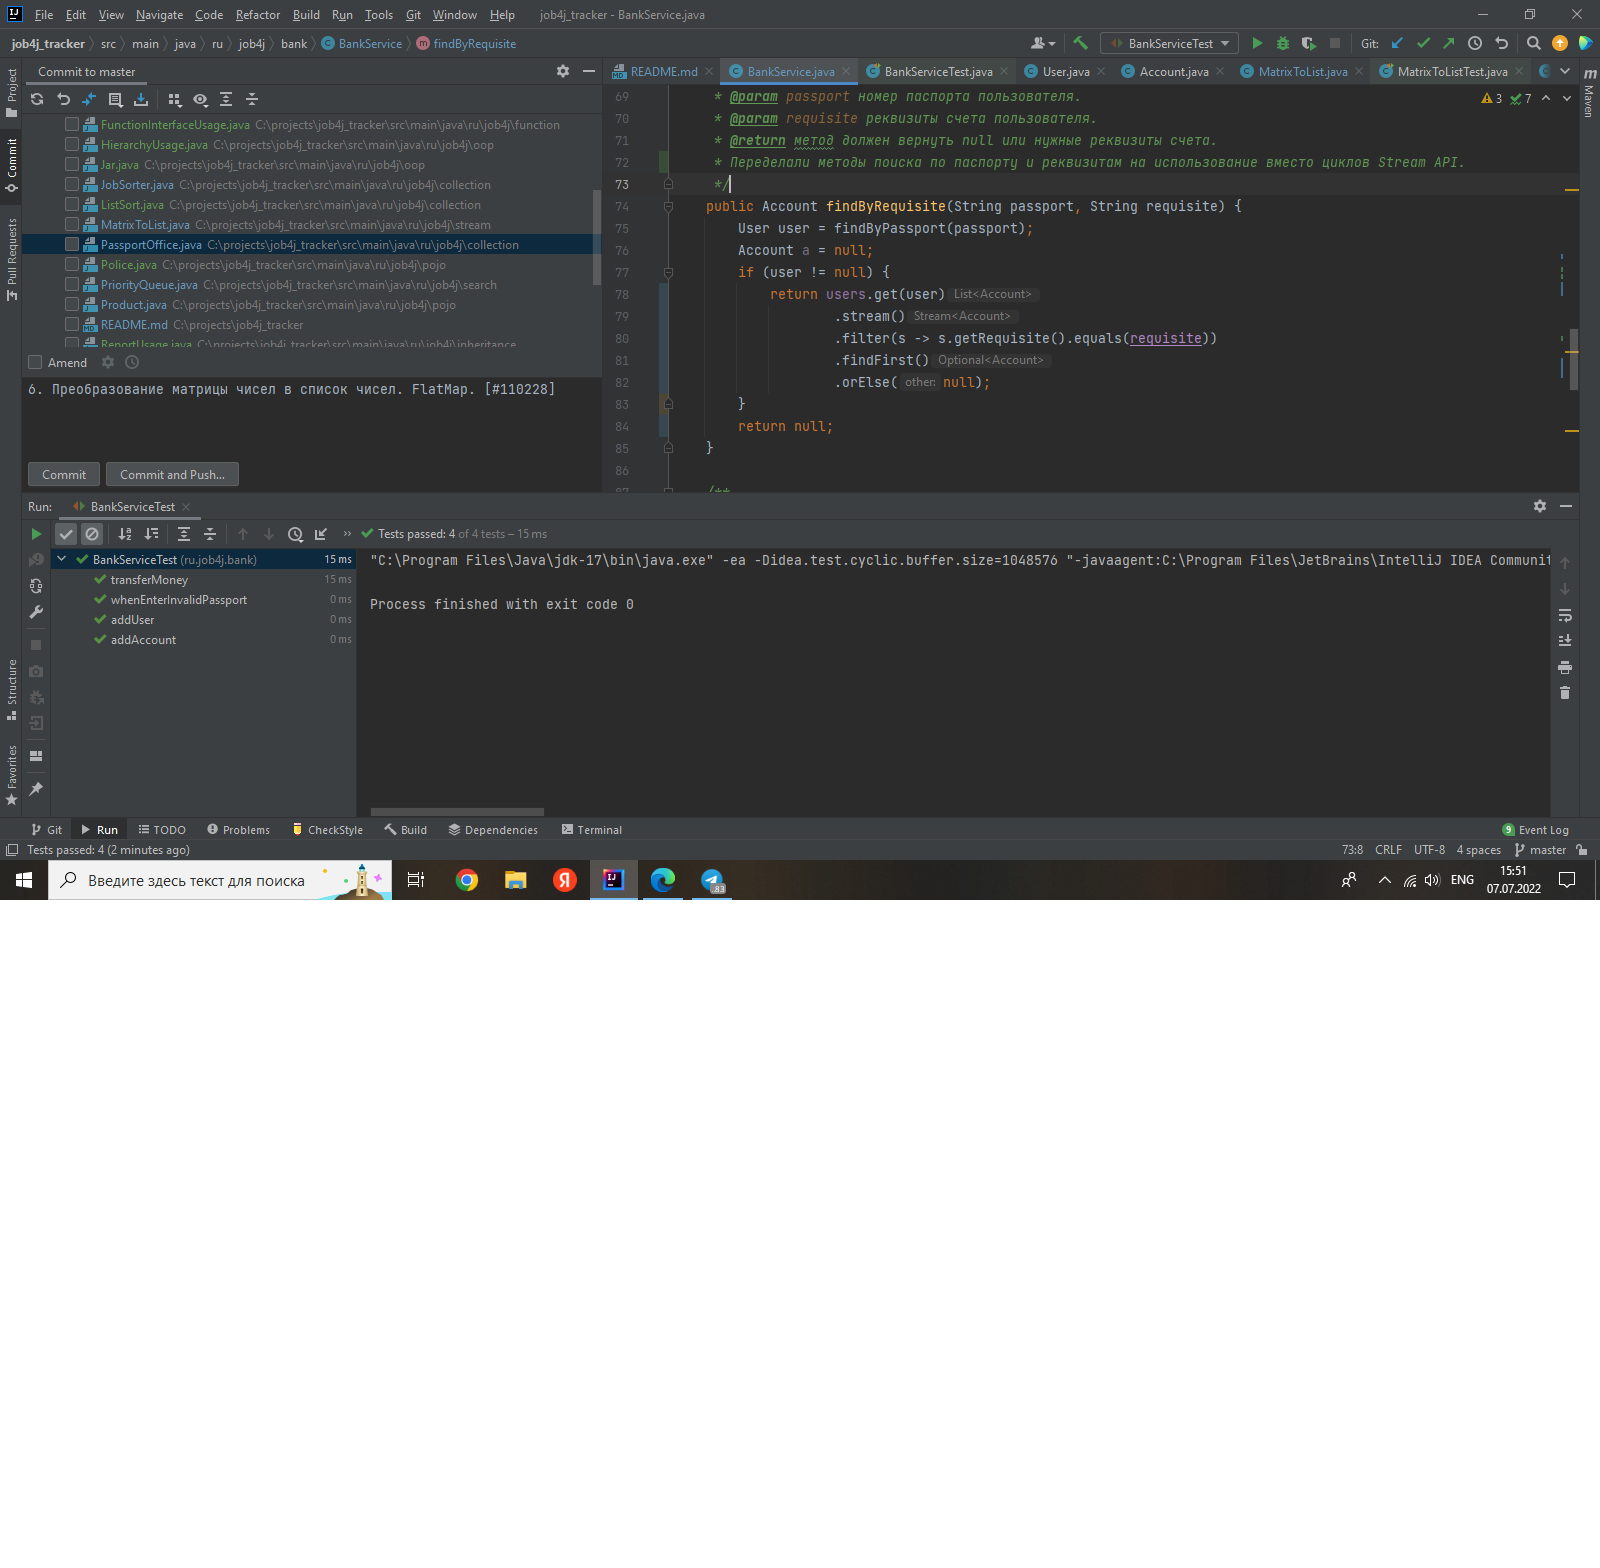 File Edit View Navigate Code Refactor Build Run Tools Git Window Help job4j_tracker - BankService.java
job4j_tracker src main java ru job4j bank BankService findByRequisite
BankServiceTest Git:
Project
Commit
Pull Requests
Structure
Favorites
Commit to master
FunctionInterfaceUsage.java C:\projects\job4j_tracker\src\main\java\ru\job4j\function
HierarchyUsage.java C:\projects\job4j_tracker\src\main\java\ru\job4j\oop
Jar.java C:\projects\job4j_tracker\src\main\java\ru\job4j\oop
JobSorter.java C:\projects\job4j_tracker\src\main\java\ru\job4j\collection
ListSort.java C:\projects\job4j_tracker\src\main\java\ru\job4j\collection
MatrixToList.java C:\projects\job4j_tracker\src\main\java\ru\job4j\stream
PassportOffice.java C:\projects\job4j_tracker\src\main\java\ru\job4j\collection
Police.java C:\projects\job4j_tracker\src\main\java\ru\job4j\pojo
PriorityQueue.java C:\projects\job4j_tracker\src\main\java\ru\job4j\search
Product.java C:\projects\job4j_tracker\src\main\java\ru\job4j\pojo
README.md C:\projects\job4j_tracker
ReportUsage.java C:\projects\job4j_tracker\src\main\java\ru\job4j\inheritance
Amend
6. Преобразование матрицы чисел в список чисел. FlatMap. [#110228]
Commit Commit and Push...
README.md BankService.java BankServiceTest.java User.java Account.java MatrixToList.java MatrixToListTest.java
Maven
3 7
69 * @param passport номер паспорта пользователя.
70 * @param requisite реквизиты счета пользователя.
71 * @return метод должен вернуть null или нужные реквизиты счета.
72 * Переделали методы поиска по паспорту и реквизитам на использование вместо циклов Stream API.
73 */
74 public Account findByRequisite(String passport, String requisite) {
75 User user = findByPassport(passport);
76 Account a = null;
77 if (user != null) {
78 return users.get(user) List<Account>
79 .stream() Stream<Account>
80 .filter(s -> s.getRequisite().equals(requisite))
81 .findFirst() Optional<Account>
82 .orElse( other: null);
83 }
84 return null;
85 }
86
87 /**
Run: BankServiceTest
Tests passed: 4 of 4 tests – 15 ms
BankServiceTest (ru.job4j.bank) 15 ms
transferMoney 15 ms
whenEnterInvalidPassport 0 ms
addUser 0 ms
addAccount 0 ms
"C:\Program Files\Java\jdk-17\bin\java.exe" -ea -Didea.test.cyclic.buffer.size=1048576 "-javaagent:C:\Program Files\JetBrains\IntelliJ IDEA Communit
Process finished with exit code 0
Git Run TODO Problems CheckStyle Build Dependencies Terminal 9 Event Log
Tests passed: 4 (2 minutes ago) 73:8 CRLF UTF-8 4 spaces master
Введите здесь текст для поиска
83
ENG
15:51
07.07.2022